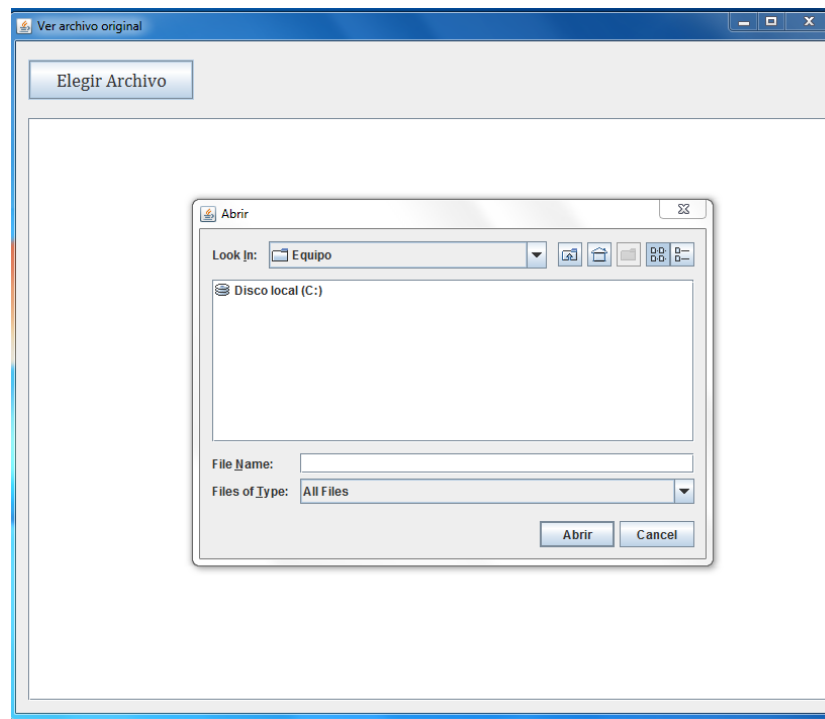 Ver archivo original
Elegir Archivo
Abrir
Look In: Equipo
Disco local (C:)
File Name:
Files of Type: All Files
Abrir Cancel